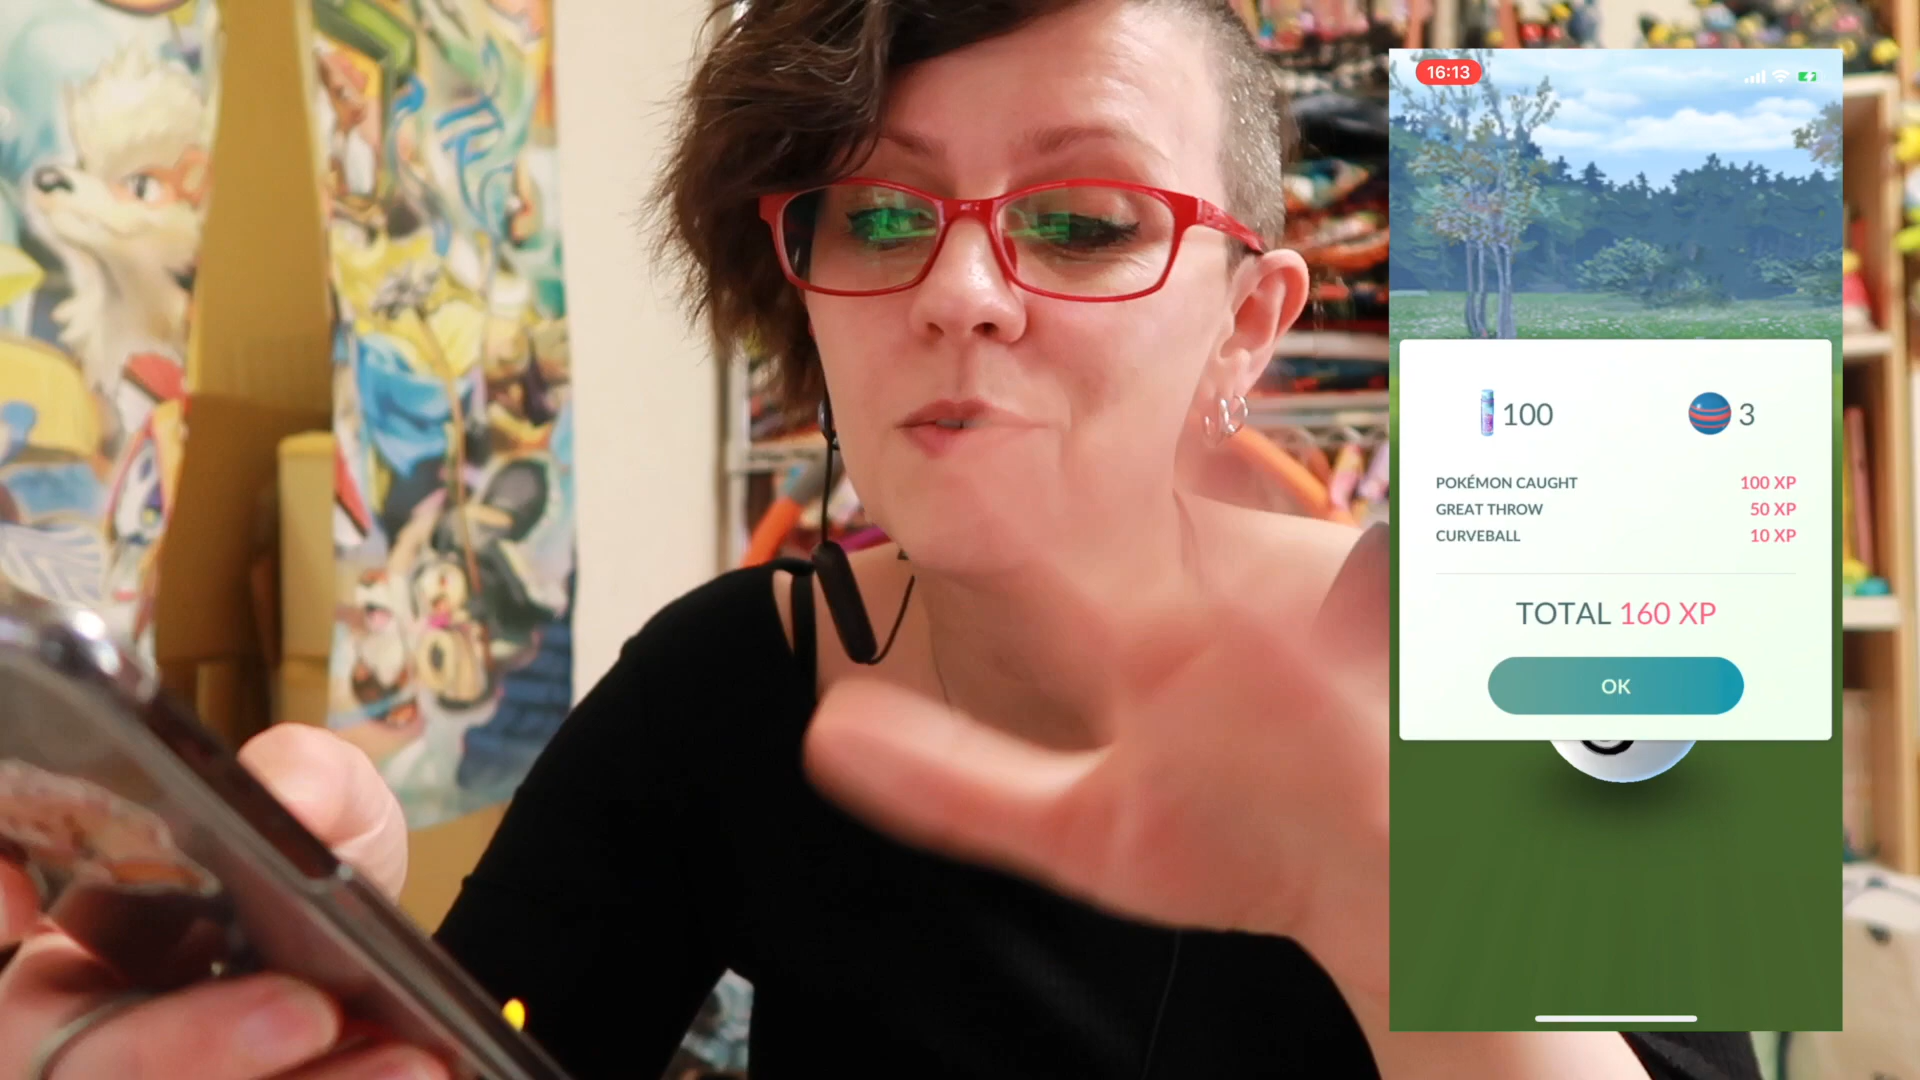 16:13
100 3
POKÉMON CAUGHT 100 XP
GREAT THROW 50 XP
CURVEBALL 10 XP
TOTAL 160 XP
OK